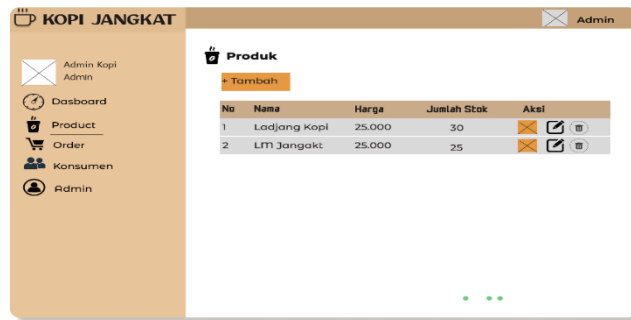 KOPI JANGKAT
Admin
Admin Kopi
Admin
Dasboard
Product
Order
Konsumen
Admin
Produk
+ Tambah
No Nama Harga Jumlah Stok Aksi
1 Ladjang Kopi 25.000 30
2 LM Jangakt 25.000 25